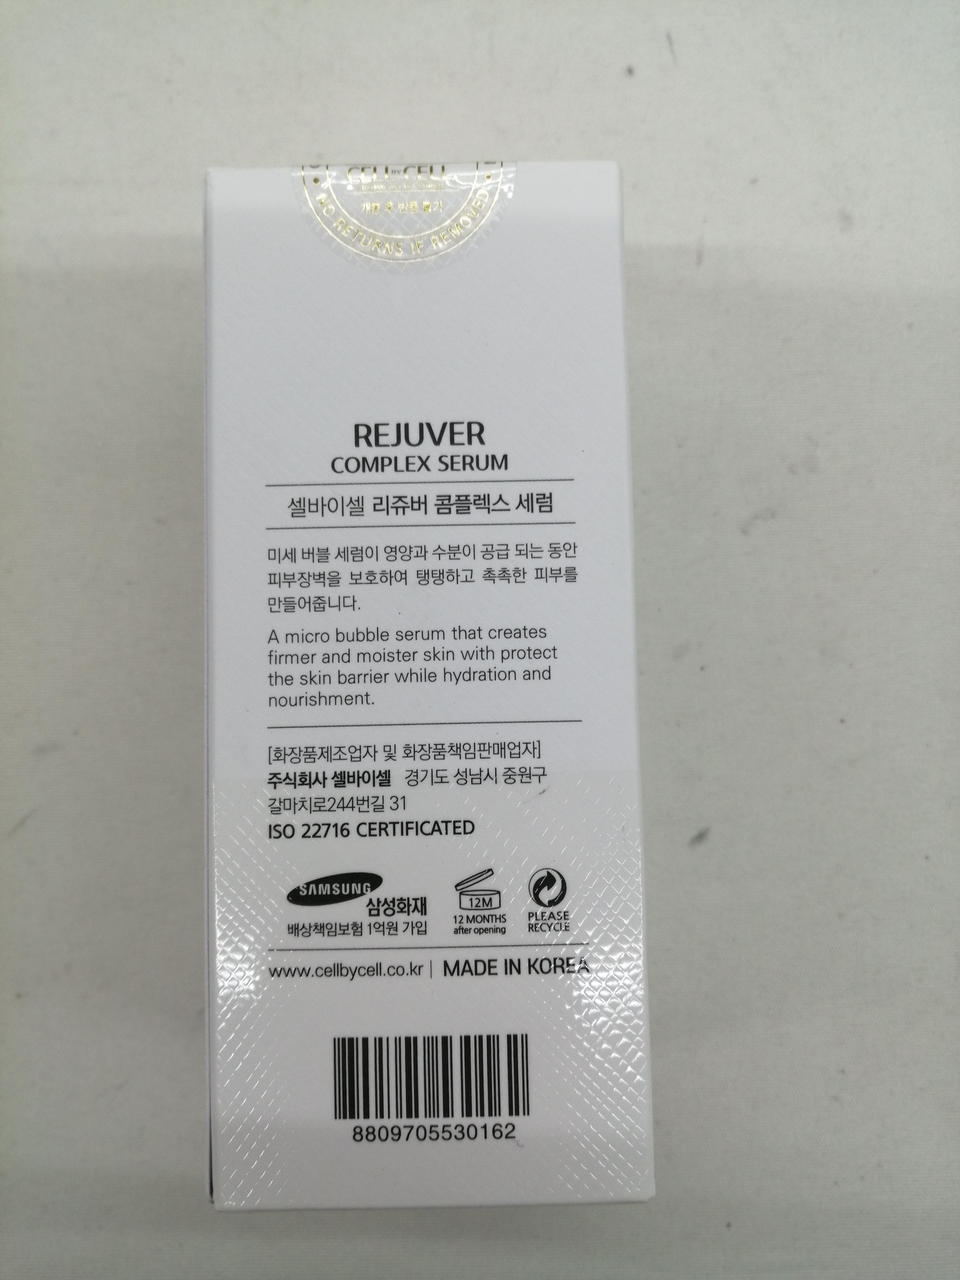 CELL BY CELL
개봉 후 반품 불가
NO RETURNS IF REMOVED
REJUVER
COMPLEX SERUM
셀바이셀 리쥬버 콤플렉스 세럼
미세 버블 세럼이 영양과 수분이 공급 되는 동안
피부장벽을 보호하여 탱탱하고 촉촉한 피부를
만들어줍니다.
A micro bubble serum that creates
firmer and moister skin with protect
the skin barrier while hydration and
nourishment.
[화장품제조업자 및 화장품책임판매업자]
주식회사 셀바이셀 경기도 성남시 중원구
갈마치로244번길 31
ISO 22716 CERTIFICATED
SAMSUNG
삼성화재
배상책임보험 1억원 가입
12M
12 MONTHS
after opening
PLEASE
RECYCLE
www.cellbycell.co.kr | MADE IN KOREA
8809705530162